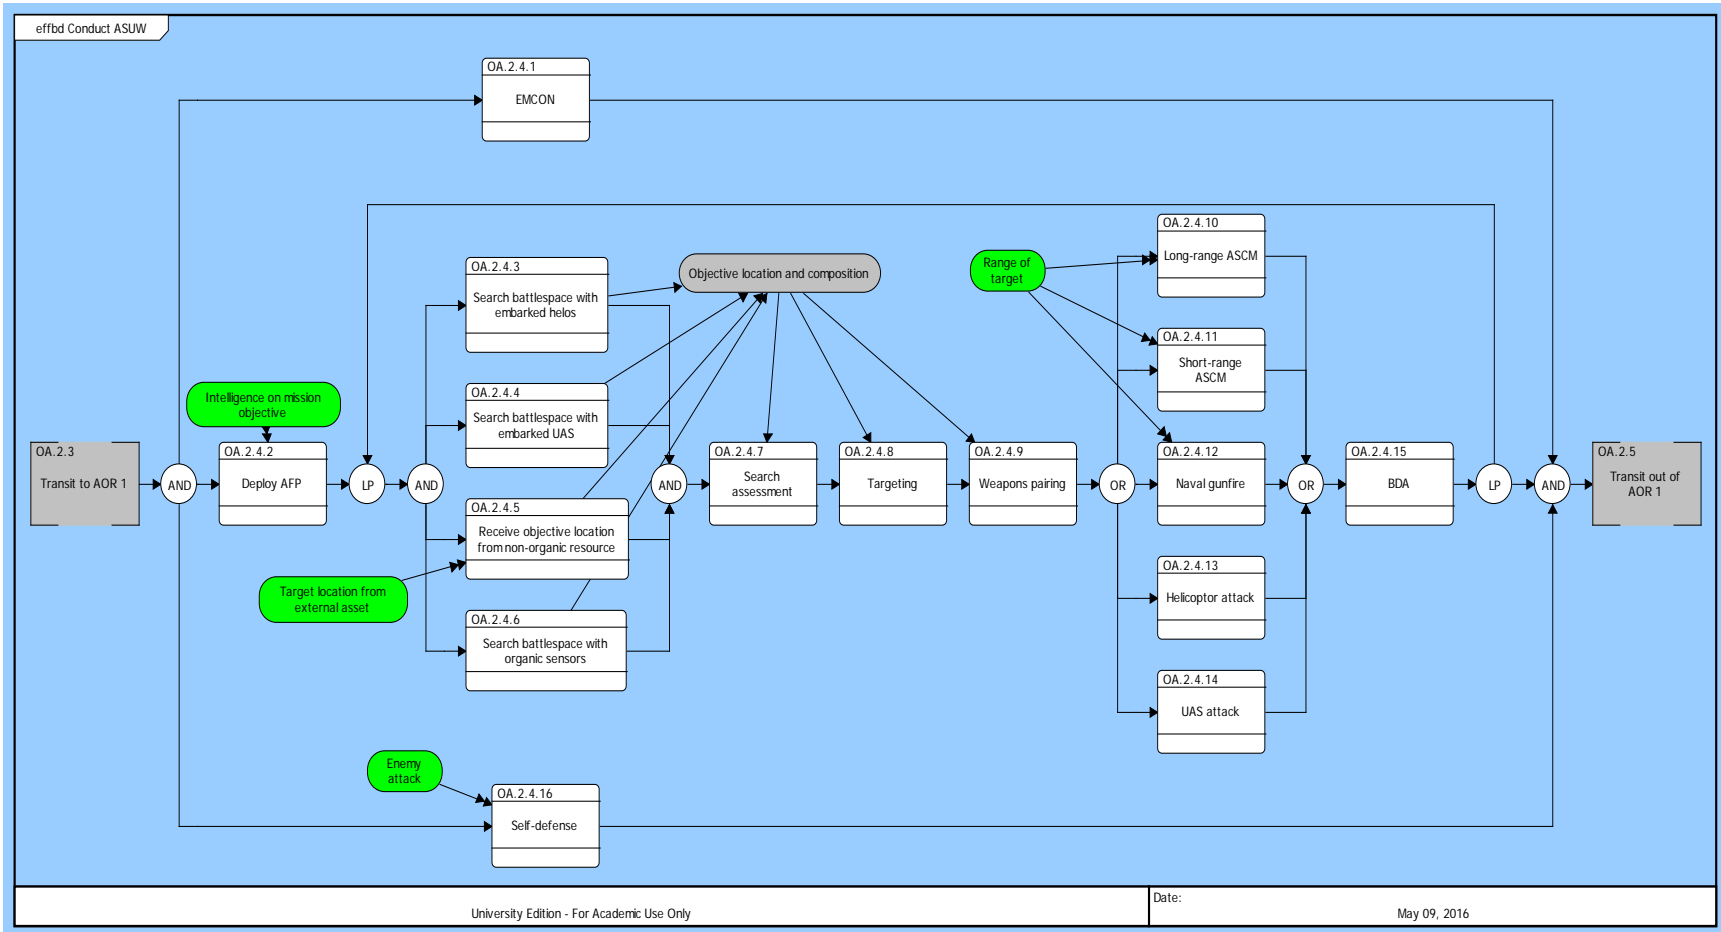 effbd Conduct ASUW
OA.2.4.1
EMCON
OA.2.4.10
Long-range ASCM
Range of
target
OA.2.4.3
Search battlespace with
embarked helos
Objective location and composition
OA.2.4.11
Short-range
ASCM
Intelligence on mission
objective
OA.2.4.4
Search battlespace with
embarked UAS
OA.2.3
Transit to AOR 1
AND
OA.2.4.2
Deploy AFP
LP
AND
AND
OA.2.4.7
Search
assessment
OA.2.4.8
Targeting
OA.2.4.9
Weapons pairing
OR
OA.2.4.12
Naval gunfire
OR
OA.2.4.15
BDA
LP
AND
OA.2.5
Transit out of
AOR 1
OA.2.4.5
Receive objective location
from non-organic resource
Target location from
external asset
OA.2.4.13
Helicoptor attack
OA.2.4.6
Search battlespace with
organic sensors
OA.2.4.14
UAS attack
Enemy
attack
OA.2.4.16
Self-defense
University Edition - For Academic Use Only
Date:
May 09, 2016